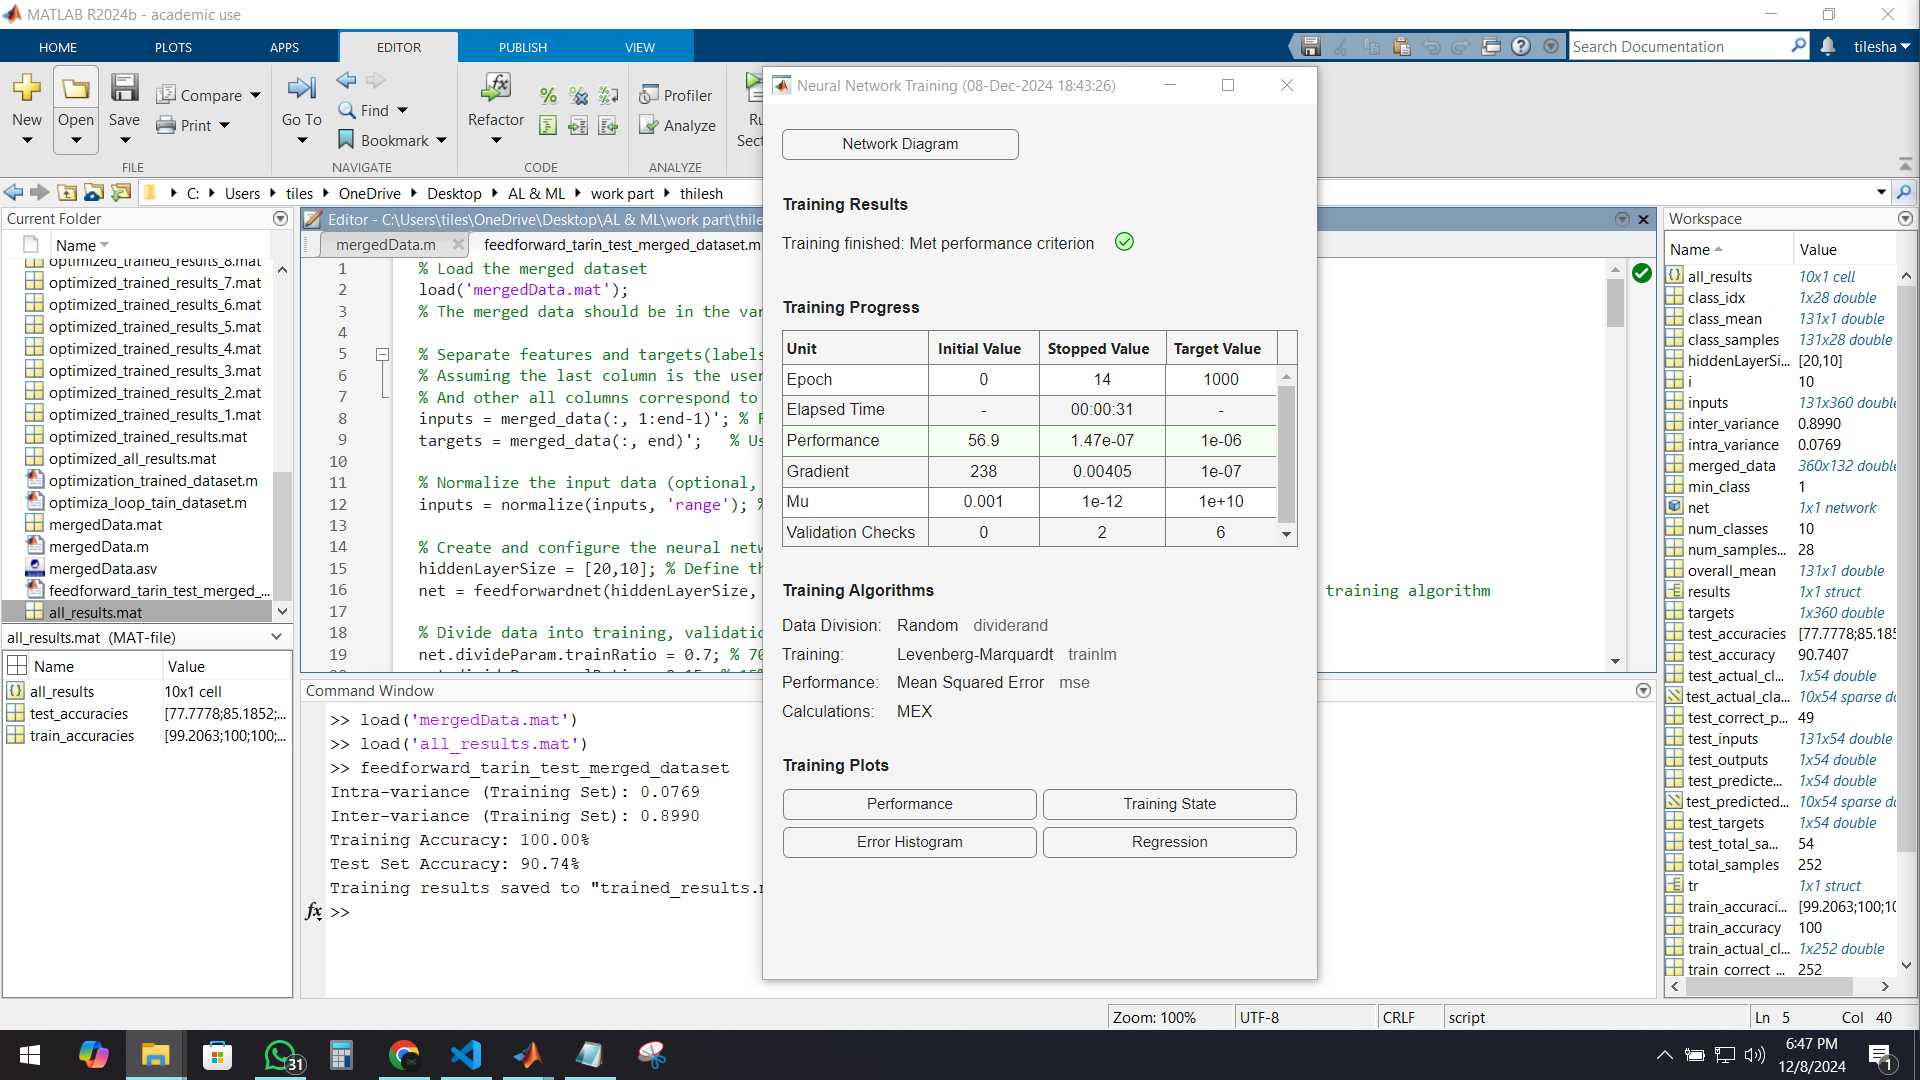 MATLAB R2024b - academic use
HOME PLOTS APPS EDITOR PUBLISH VIEW
Search Documentation
tilesha
New Open Save
Compare
Print
FILE
Go To
Find
Bookmark
NAVIGATE
Refactor
CODE
Profiler
Analyze
ANALYZE
C: Users tiles OneDrive Desktop AL & ML work part thilesh
Current Folder
Name
optimized_trained_results_8.mat
optimized_trained_results_7.mat
optimized_trained_results_6.mat
optimized_trained_results_5.mat
optimized_trained_results_4.mat
optimized_trained_results_3.mat
optimized_trained_results_2.mat
optimized_trained_results_1.mat
optimized_trained_results.mat
optimized_all_results.mat
optimization_trained_dataset.m
optimiza_loop_tain_dataset.m
mergedData.mat
mergedData.m
mergedData.asv
feedforward_tarin_test_merged_...
all_results.mat
all_results.mat (MAT-file)
Name Value
all_results 10x1 cell
test_accuracies [77.7778;85.1852;...
train_accuracies [99.2063;100;100;...
Editor - C:\Users\tiles\OneDrive\Desktop\AL & ML\work part\thile
mergedData.m feedforward_tarin_test_merged_dataset.m
1 % Load the merged dataset
2 load('mergedData.mat');
3 % The merged data should be in the var
4
5 % Separate features and targets(labels
6 % Assuming the last column is the user
7 % And other all columns correspond to
8 inputs = merged_data(:, 1:end-1)'; %
9 targets = merged_data(:, end)'; % Us
10
11 % Normalize the input data (optional,
12 inputs = normalize(inputs, 'range'); %
13
14 % Create and configure the neural netw
15 hiddenLayerSize = [20,10]; % Define th
16 net = feedforwardnet(hiddenLayerSize, training algorithm
17
18 % Divide data into training, validatio
19 net.divideParam.trainRatio = 0.7; % 70
Command Window
>> load('mergedData.mat')
>> load('all_results.mat')
>> feedforward_tarin_test_merged_dataset
Intra-variance (Training Set): 0.0769
Inter-variance (Training Set): 0.8990
Training Accuracy: 100.00%
Test Set Accuracy: 90.74%
Training results saved to "trained_results.
fx >>
Neural Network Training (08-Dec-2024 18:43:26)
Network Diagram
Training Results
Training finished: Met performance criterion
Training Progress
Unit Initial Value Stopped Value Target Value
Epoch 0 14 1000
Elapsed Time - 00:00:31 -
Performance 56.9 1.47e-07 1e-06
Gradient 238 0.00405 1e-07
Mu 0.001 1e-12 1e+10
Validation Checks 0 2 6
Training Algorithms
Data Division: Random dividerand
Training: Levenberg-Marquardt trainlm
Performance: Mean Squared Error mse
Calculations: MEX
Training Plots
Performance Training State
Error Histogram Regression
Workspace
Name Value
all_results 10x1 cell
class_idx 1x28 double
class_mean 131x1 double
class_samples 131x28 double
hiddenLayerSi... [20,10]
i 10
inputs 131x360 double
inter_variance 0.8990
intra_variance 0.0769
merged_data 360x132 double
min_class 1
net 1x1 network
num_classes 10
num_samples... 28
overall_mean 131x1 double
results 1x1 struct
targets 1x360 double
test_accuracies [77.7778;85.185
test_accuracy 90.7407
test_actual_c... 1x54 double
test_actual_cla... 10x54 sparse do
test_correct_p... 49
test_inputs 131x54 double
test_outputs 1x54 double
test_predicte... 1x54 double
test_predicted... 10x54 sparse do
test_targets 1x54 double
test_total_sa... 54
total_samples 252
tr 1x1 struct
train_accuraci... [99.2063;100;10
train_accuracy 100
train_actual_cl... 1x252 double
train_correct_... 252
Zoom: 100% UTF-8 CRLF script Ln 5 Col 40
31
6:47 PM
12/8/2024
1